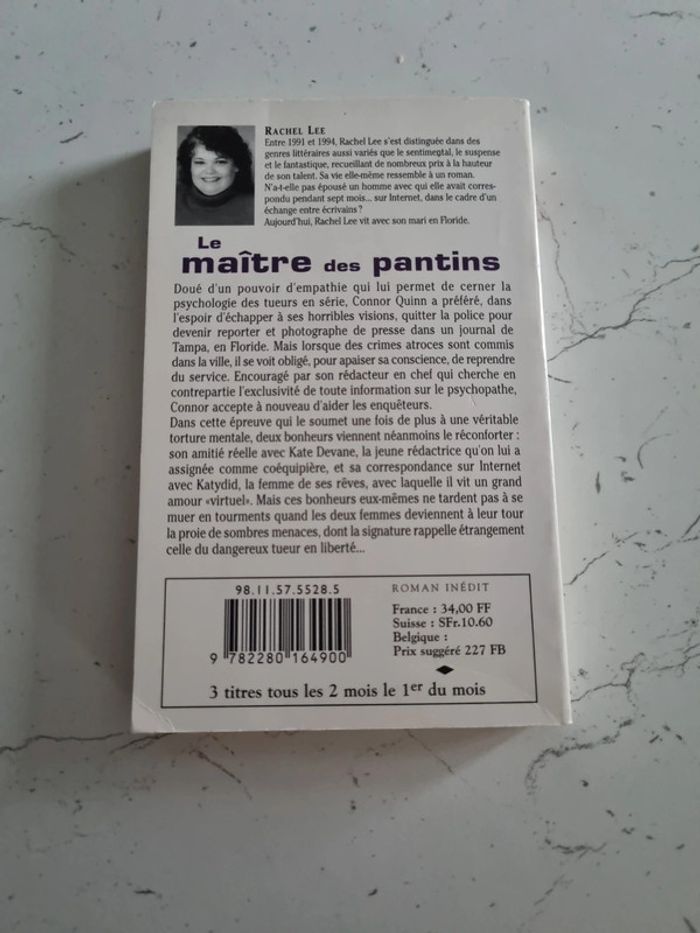 RACHEL LEE
Entre 1991 et 1994, Rachel Lee s'est distinguée dans des
genres littéraires aussi variés que le sentimental, le suspense
et le fantastique, recueillant de nombreux prix à la hauteur
de son talent. Sa vie elle-même ressemble à un roman.
N'a-t-elle pas épousé un homme avec qui elle avait corres-
pondu pendant sept mois... sur Internet, dans le cadre d'un
échange entre écrivains ?
Aujourd'hui, Rachel Lee vit avec son mari en Floride.
Le
maître des pantins
Doué d'un pouvoir d'empathie qui lui permet de cerner la
psychologie des tueurs en série, Connor Quinn a préféré, dans
l'espoir d'échapper à ses horribles visions, quitter la police pour
devenir reporter et photographe de presse dans un journal de
Tampa, en Floride. Mais lorsque des crimes atroces sont commis
dans la ville, il se voit obligé, pour apaiser sa conscience, de reprendre
du service. Encouragé par son rédacteur en chef qui cherche en
contrepartie l'exclusivité de toute information sur le psychopathe,
Connor accepte à nouveau d'aider les enquêteurs.
Dans cette épreuve qui le soumet une fois de plus à une véritable
torture mentale, deux bonheurs viennent néanmoins le réconforter :
son amitié réelle avec Kate Devane, la jeune rédactrice qu'on lui a
assignée comme coéquipière, et sa correspondance sur Internet
avec Katydid, la femme de ses rêves, avec laquelle il vit un grand
amour «virtuel». Mais ces bonheurs eux-mêmes ne tardent pas à se
muer en tourments quand les deux femmes deviennent à leur tour
la proie de sombres menaces, dont la signature rappelle étrangement
celle du dangereux tueur en liberté...
98.11.57.5528.5
9 782280 164900
ROMAN INÉDIT
France : 34,00 FF
Suisse : SFr.10.60
Belgique :
Prix suggéré 227 FB
3 titres tous les 2 mois le 1er du mois